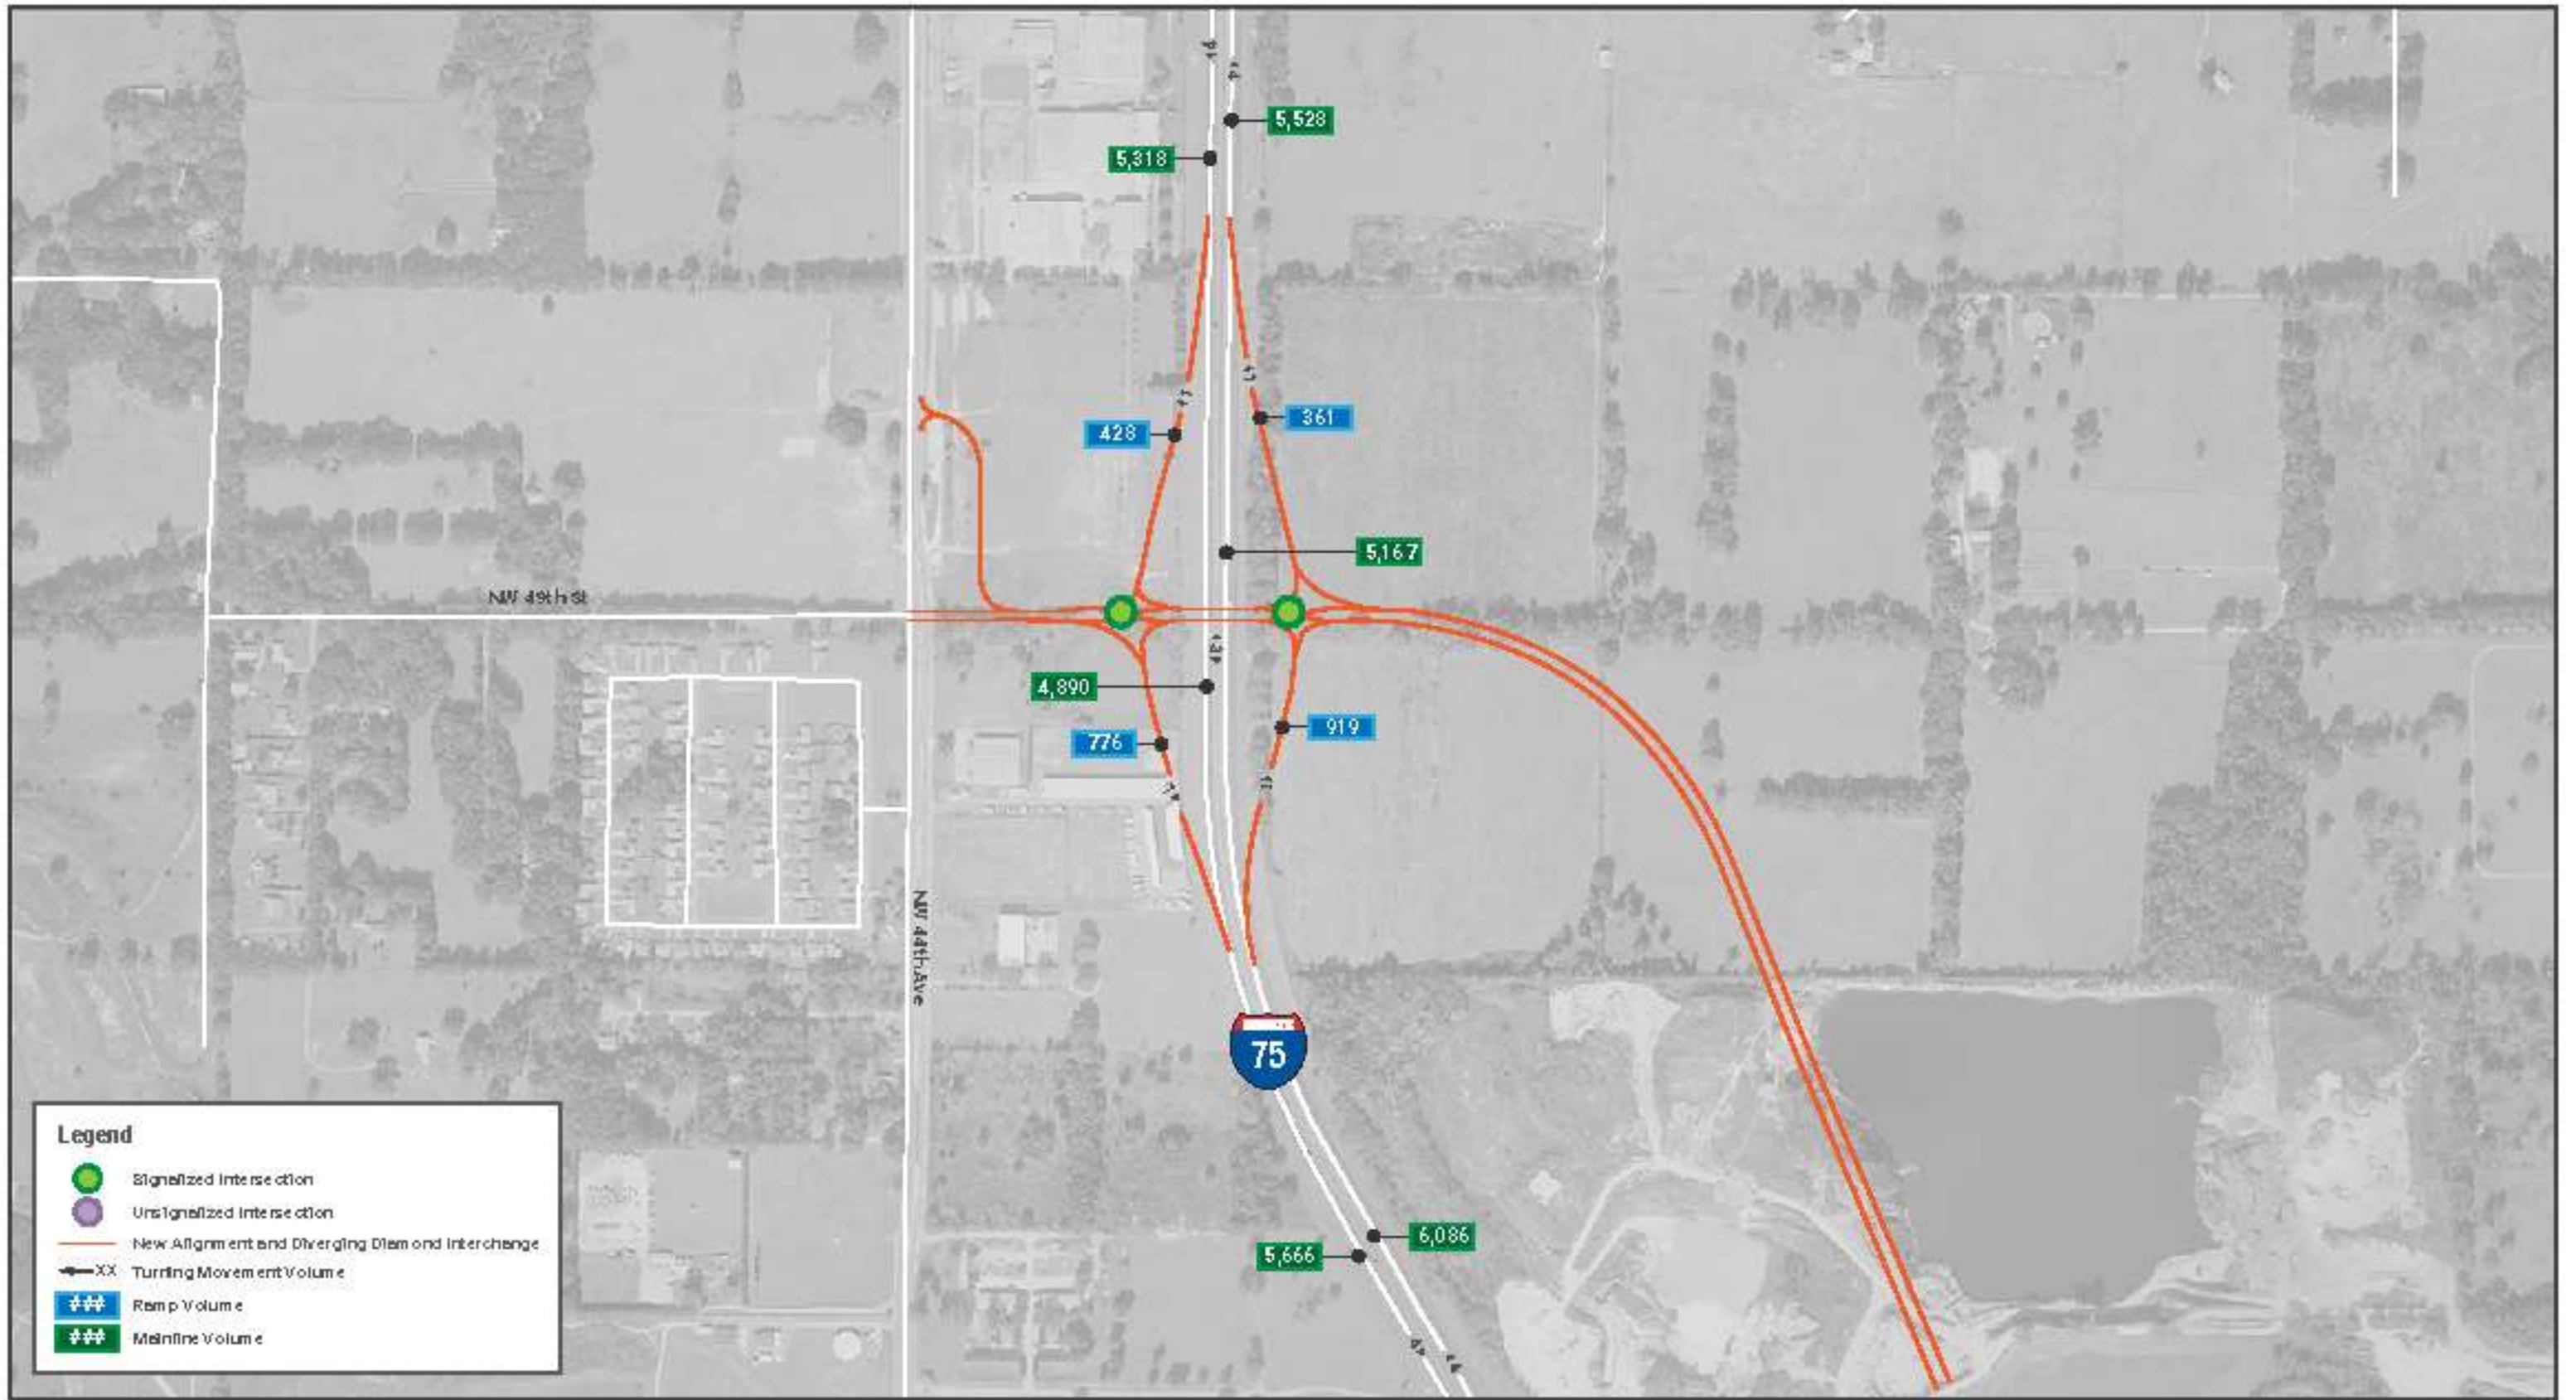 5,528
5,318
361
428
5,167
NW 49th St
4,890
919
776
NW 44th Ave
75
6,086
5,666
Legend
Signalized Intersection
Unsignalized Intersection
New Alignment and Diverging Diamond Interchange
XX Turning Movement Volume
### Ramp Volume
### Mainline Volume